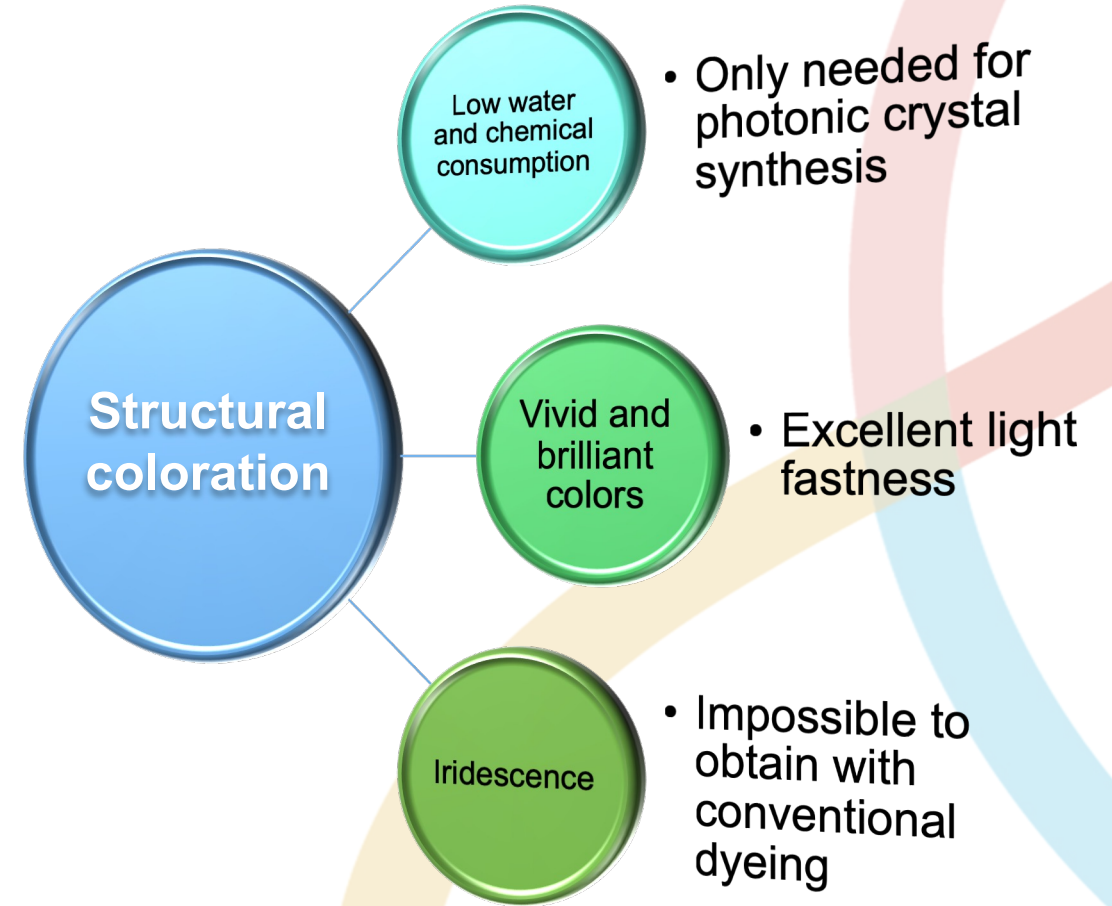 Structural
coloration
Low water
and chemical
consumption
• Only needed for
photonic crystal
synthesis
Vivid and
brilliant
colors
• Excellent light
fastness
Iridescence
• Impossible to
obtain with
conventional
dyeing